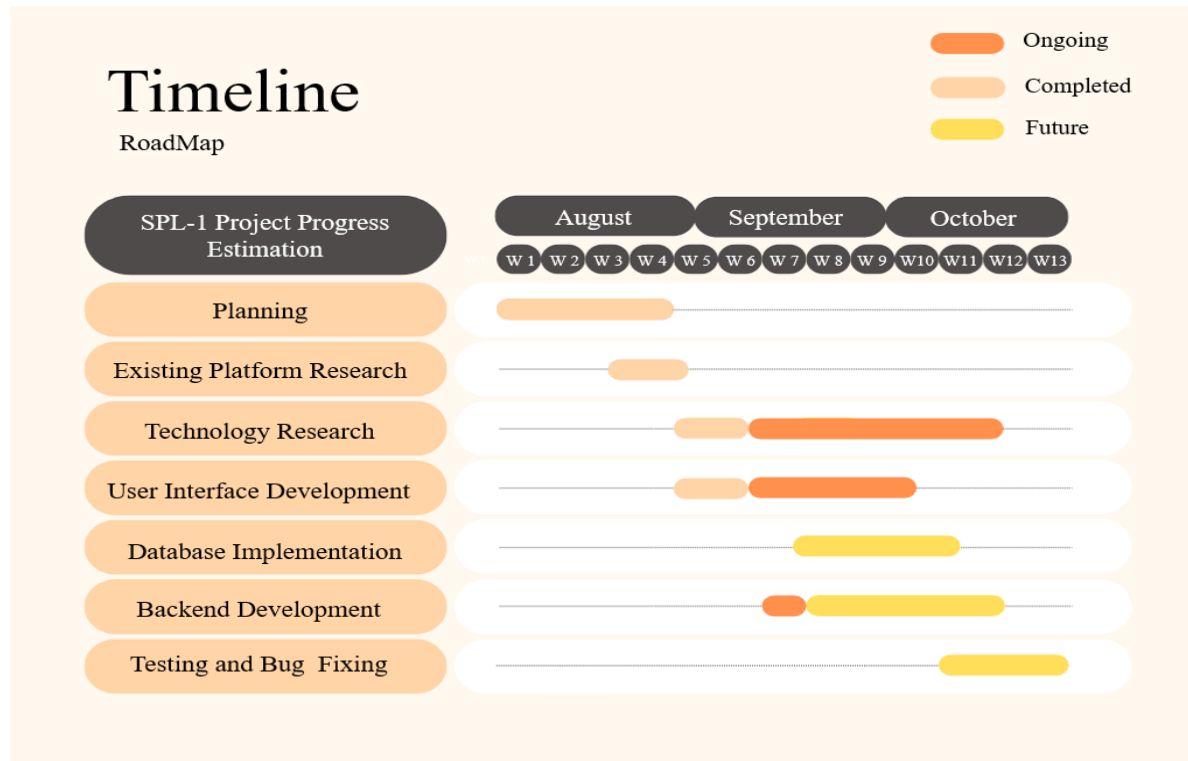 Ongoing
Completed
Future
Timeline
RoadMap
SPL-1 Project Progress
Estimation
August September October
W 1 W 2 W 3 W 4 W 5 W 6 W 7 W 8 W 9 W10 W11 W12 W13
Planning
Existing Platform Research
Technology Research
User Interface Development
Database Implementation
Backend Development
Testing and Bug Fixing